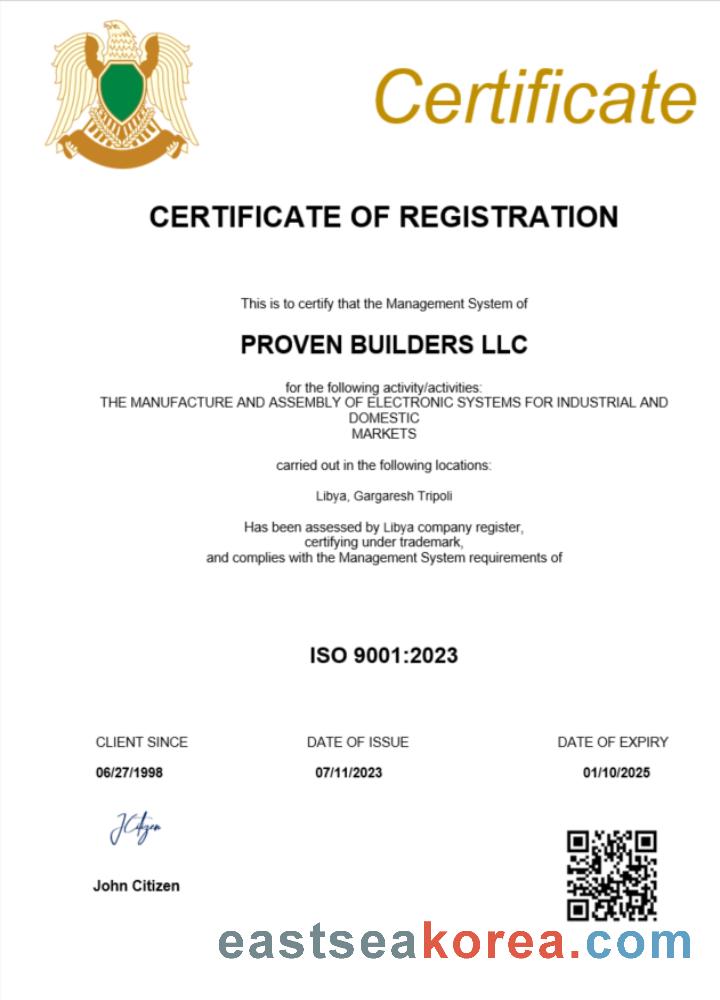 Certificate
CERTIFICATE OF REGISTRATION
This is to certify that the Management System of
PROVEN BUILDERS LLC
for the following activity/activities:
THE MANUFACTURE AND ASSEMBLY OF ELECTRONIC SYSTEMS FOR INDUSTRIAL AND
DOMESTIC
MARKETS
carried out in the following locations:
Libya, Gargaresh Tripoli
Has been assessed by Libya company register,
certifying under trademark,
and complies with the Management System requirements of
ISO 9001:2023
CLIENT SINCE DATE OF ISSUE DATE OF EXPIRY
06/27/1998 07/11/2023 01/10/2025
JCitizen
John Citizen
eastseakorea.com